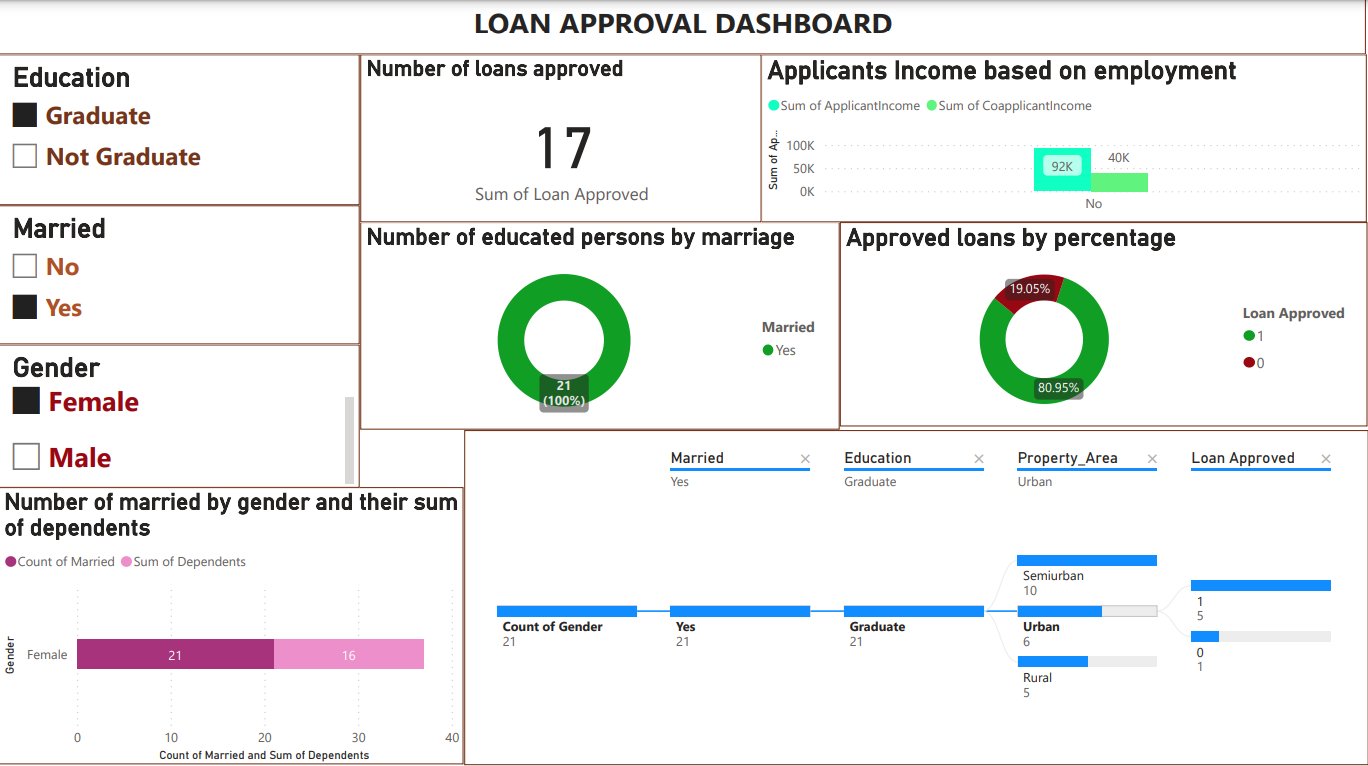 LOAN APPROVAL DASHBOARD
Education
Graduate
Not Graduate
Married
No
Yes
Gender
Female
Male
Number of loans approved
17
Sum of Loan Approved
Applicants Income based on employment
Sum of ApplicantIncome Sum of CoapplicantIncome
Sum of Ap...
100K
50K
0K
92K
40K
No
Number of educated persons by marriage
21
(100%)
Married
Yes
Approved loans by percentage
19.05%
80.95%
Loan Approved
1
0
Number of married by gender and their sum
of dependents
Count of Married Sum of Dependents
Gender
Female
21
16
0 10 20 30 40
Count of Married and Sum of Dependents
Married ×
Yes
Education ×
Graduate
Property_Area ×
Urban
Loan Approved ×
Count of Gender
21
Yes
21
Graduate
21
Semiurban
10
Urban
6
Rural
5
1
5
0
1